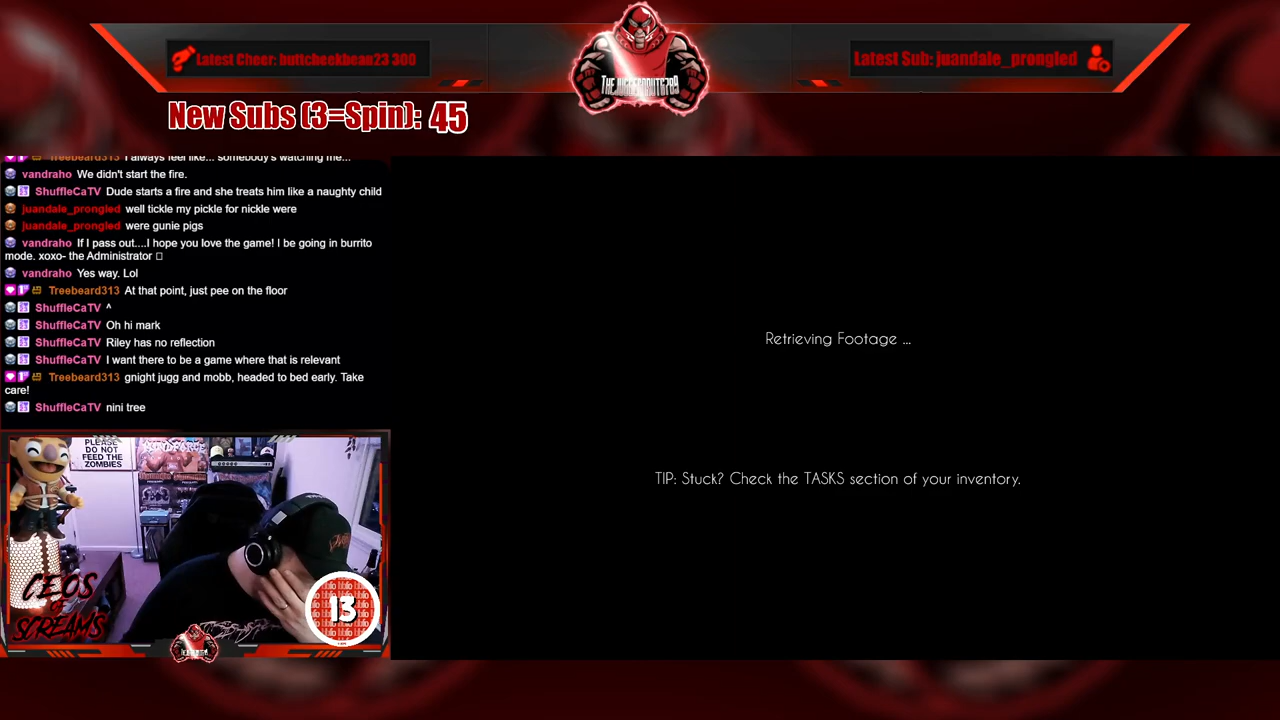 Latest Cheer: buttcheekbeau23 300
THEJUGGERNAUT6789
Latest Sub: juandale_prongled
New Subs (3=Spin): 45
Treebeard313 I always feel like... somebody's watching me...
vandraho We didn't start the fire.
ShuffleCaTV Dude starts a fire and she treats him like a naughty child
juandale_prongled well tickle my pickle for nickle were
juandale_prongled were gunie pigs
vandraho If I pass out....I hope you love the game! I be going in burrito
mode. xoxo- the Administrator
vandraho Yes way. Lol
Treebeard313 At that point, just pee on the floor
ShuffleCaTV ^
ShuffleCaTV Oh hi mark
ShuffleCaTV Riley has no reflection
ShuffleCaTV I want there to be a game where that is relevant
Treebeard313 gnight jugg and mobb, headed to bed early. Take
care!
ShuffleCaTV nini tree
Retrieving Footage ...
TIP: Stuck? Check the TASKS section of your inventory.
PLEASE
DO NOT
FEED THE
ZOMBIES
CEOS
OF
SCREAMS
13